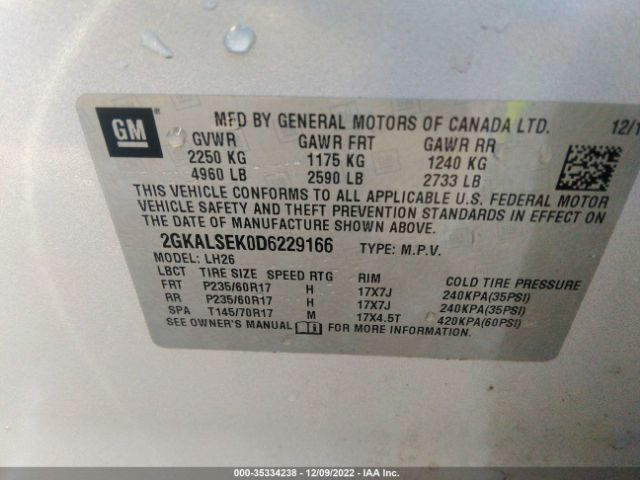 GM
MFD BY GENERAL MOTORS OF CANADA LTD. 12/1
GVWR GAWR FRT GAWR RR
2250 KG 1175 KG 1240 KG
4960 LB 2590 LB 2733 LB
THIS VEHICLE CONFORMS TO ALL APPLICABLE U.S. FEDERAL MOTOR
VEHICLE SAFETY AND THEFT PREVENTION STANDARDS IN EFFECT ON
THE DATE OF MANUFACTURE SHOWN ABOVE.
2GKALSEK0D6229166 TYPE: M.P.V.
MODEL: LH26
LBCT TIRE SIZE SPEED RTG RIM COLD TIRE PRESSURE
FRT P235/60R17 H 17X7J 240KPA(35PSI)
RR P235/60R17 H 17X7J 240KPA(35PSI)
SPA T145/70R17 M 17X4.5T 420KPA(60PSI)
SEE OWNER'S MANUAL FOR MORE INFORMATION.
000-35334238 - 12/09/2022 - IAA Inc.